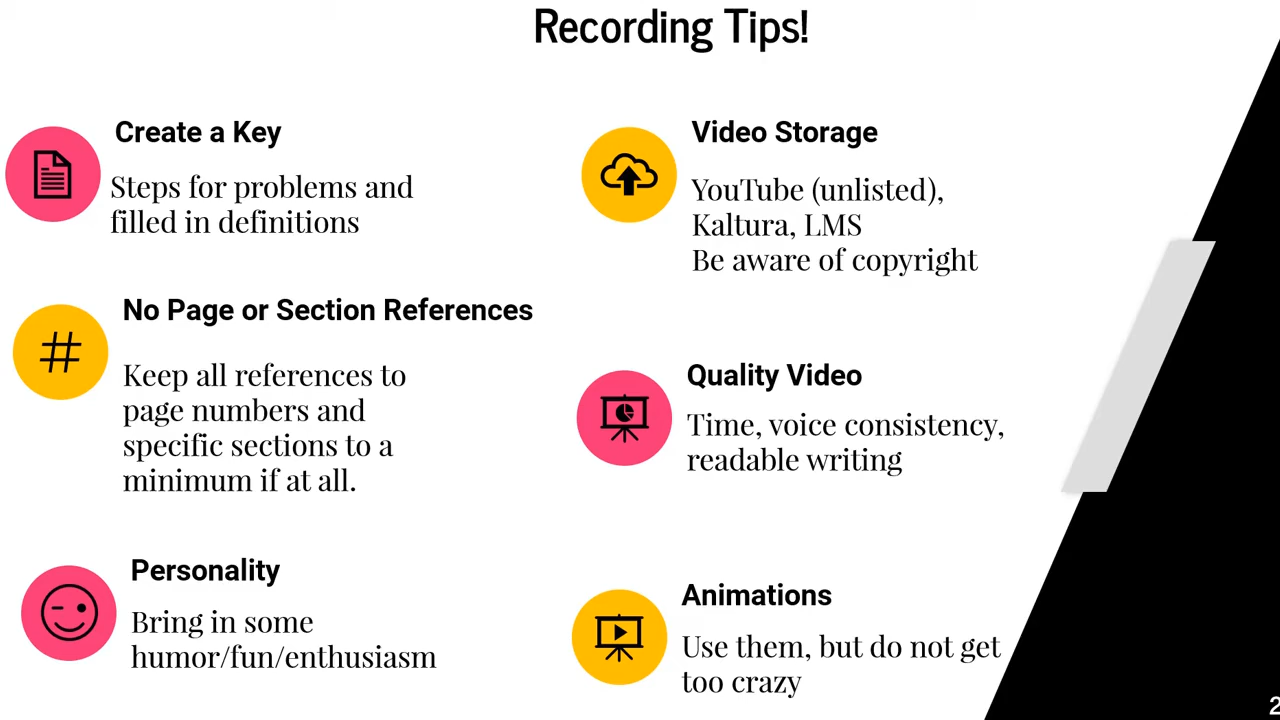 Recording Tips!
Create a Key
Steps for problems and
filled in definitions
No Page or Section References
Keep all references to
page numbers and
specific sections to a
minimum if at all.
Personality
Bring in some
humor/fun/enthusiasm
Video Storage
YouTube (unlisted),
Kaltura, LMS
Be aware of copyright
Quality Video
Time, voice consistency,
readable writing
Animations
Use them, but do not get
too crazy
2